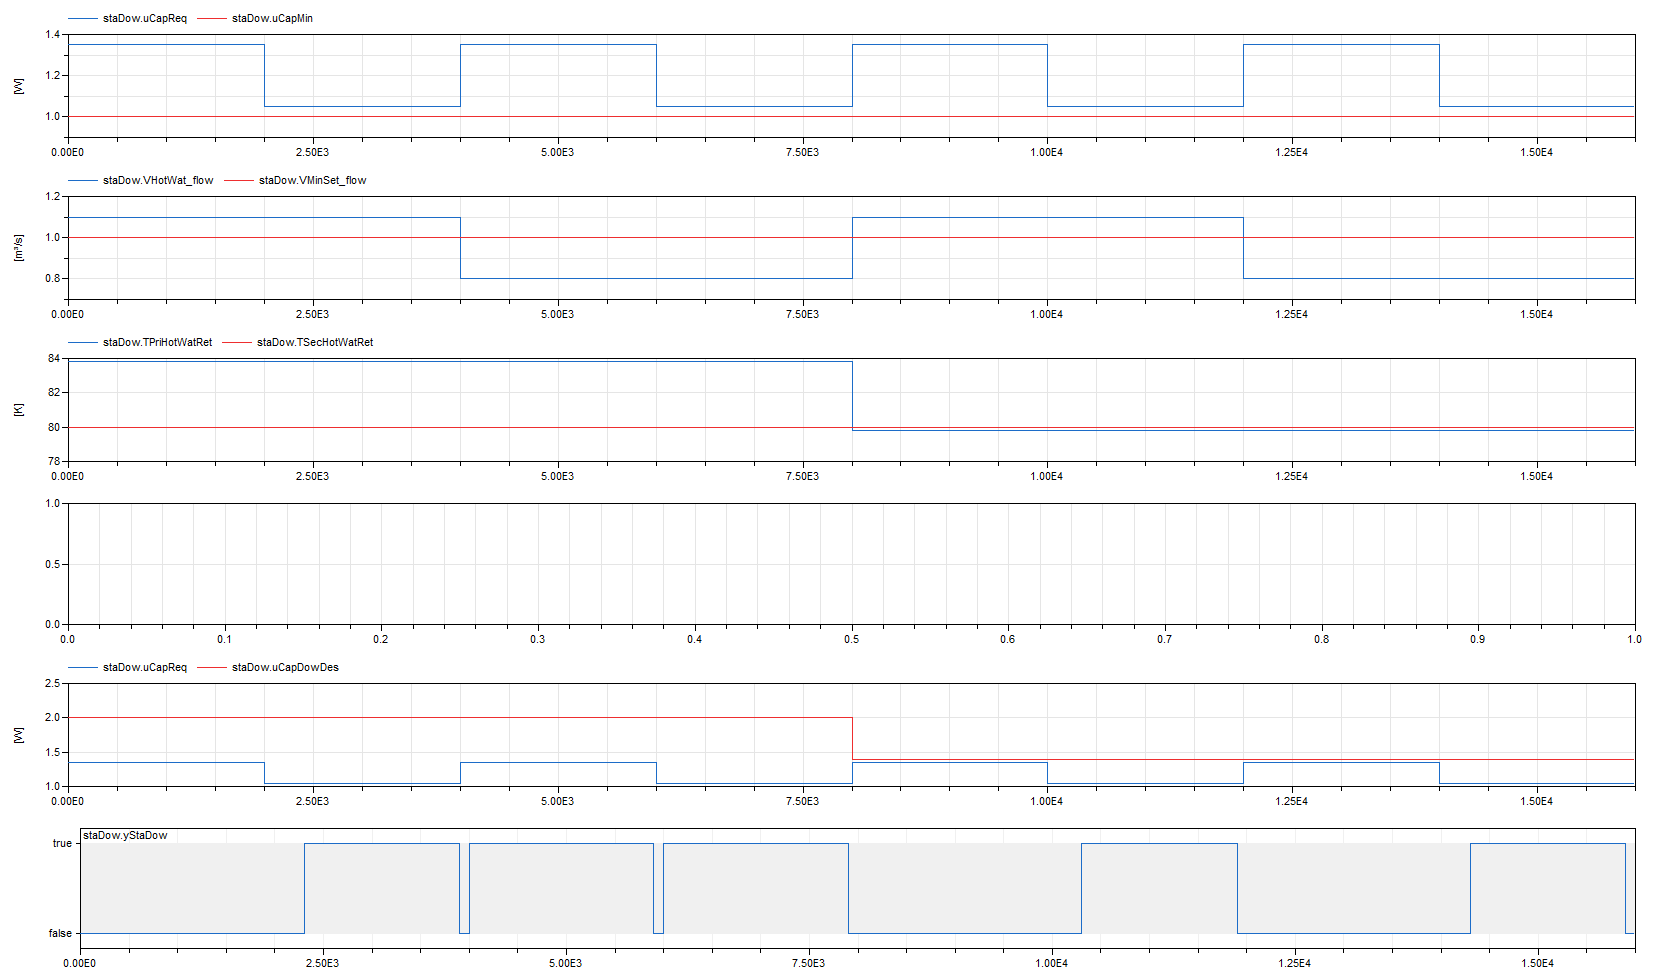 staDow.uCapReq staDow.uCapMin
1.4
1.2
1.0
[W]
0.00E0 2.50E3 5.00E3 7.50E3 1.00E4 1.25E4 1.50E4
staDow.VHotWat_flow staDow.VMinSet_flow
1.2
1.0
0.8
[m³/s]
0.00E0 2.50E3 5.00E3 7.50E3 1.00E4 1.25E4 1.50E4
staDow.TPriHotWatRet staDow.TSecHotWatRet
84
82
80
78
[K]
0.00E0 2.50E3 5.00E3 7.50E3 1.00E4 1.25E4 1.50E4
1.0
0.5
0.0
0.0 0.1 0.2 0.3 0.4 0.5 0.6 0.7 0.8 0.9 1.0
staDow.uCapReq staDow.uCapDowDes
2.5
2.0
1.5
1.0
[W]
0.00E0 2.50E3 5.00E3 7.50E3 1.00E4 1.25E4 1.50E4
staDow.yStaDow
true
false
0.00E0 2.50E3 5.00E3 7.50E3 1.00E4 1.25E4 1.50E4